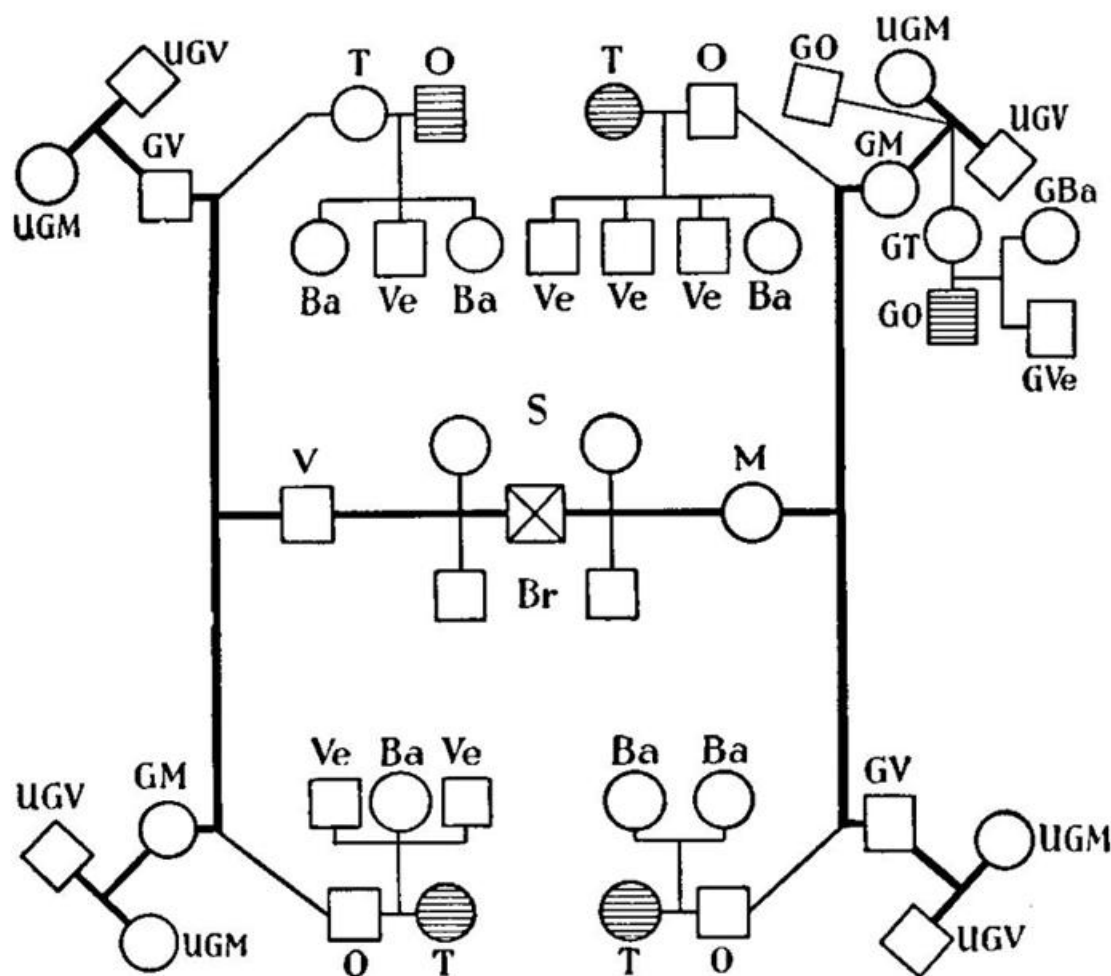 UGV T O T O GO UGM
UGV
GV GM
UGM GT GBa
Ba Ve Ba Ve Ve Ve Ba GO
GVe
S
V M
Br
Ve Ba Ve Ba Ba
GM GV
UGV UGM
UGM UGV
O T T O